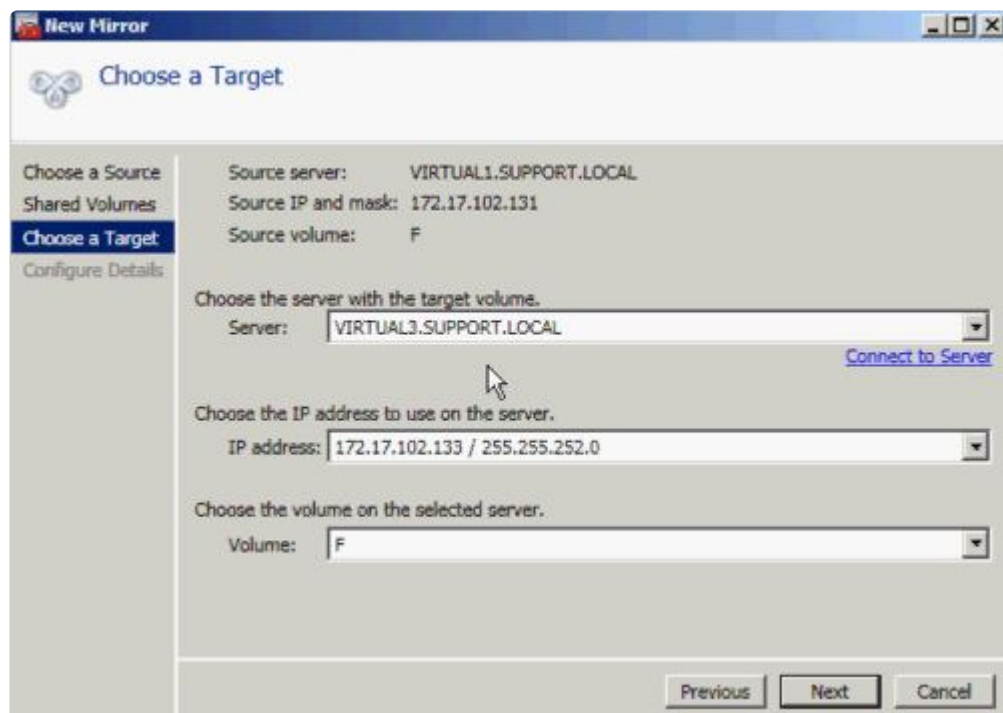 New Mirror
Choose a Target
Choose a Source
Shared Volumes
Choose a Target
Configure Details
Source server: VIRTUAL1.SUPPORT.LOCAL
Source IP and mask: 172.17.102.131
Source volume: F
Choose the server with the target volume.
Server: VIRTUAL3.SUPPORT.LOCAL
Connect to Server
Choose the IP address to use on the server.
IP address: 172.17.102.133 / 255.255.252.0
Choose the volume on the selected server.
Volume: F
Previous Next Cancel